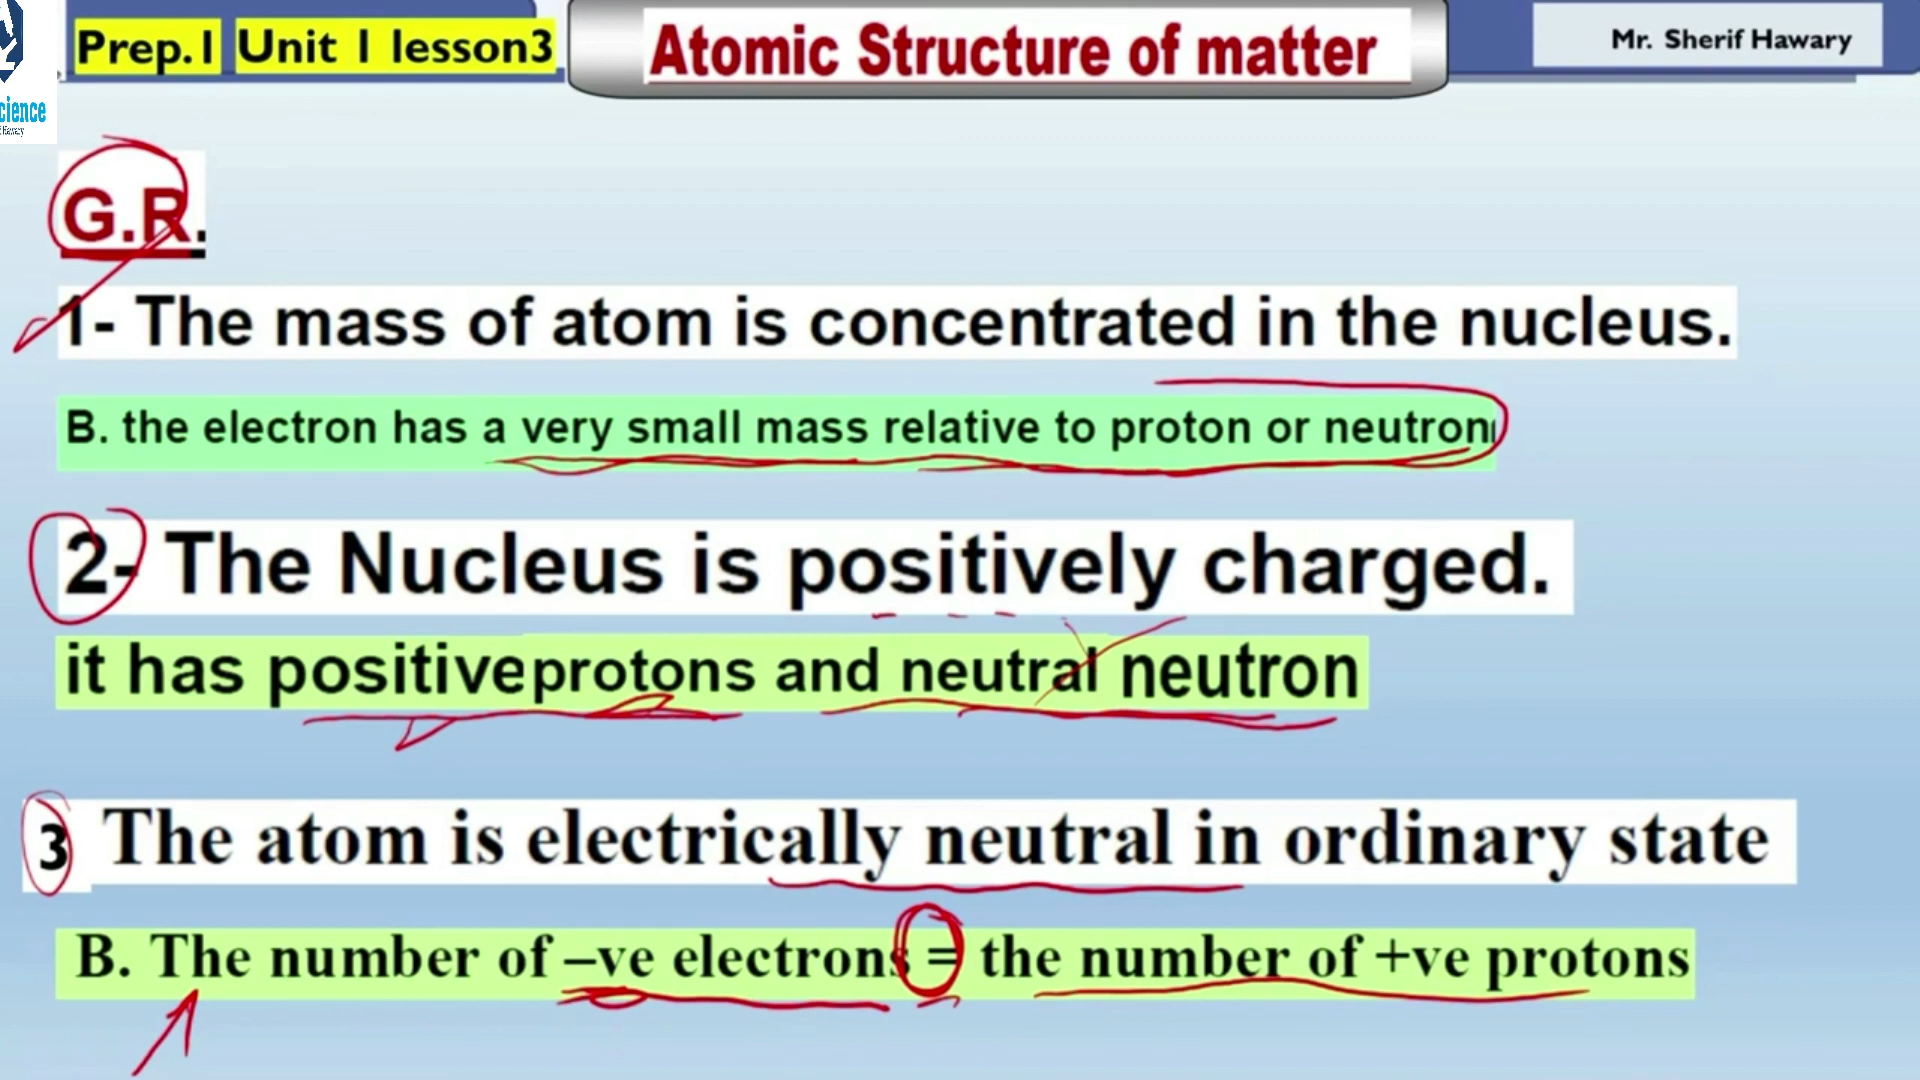 Prep.1 Unit 1 lesson3 Atomic Structure of matter Mr. Sherif Hawary
cience
G.R.
1- The mass of atom is concentrated in the nucleus.
B. the electron has a very small mass relative to proton or neutron
2- The Nucleus is positively charged.
it has positive protons and neutral neutron
3 The atom is electrically neutral in ordinary state
B. The number of –ve electrons = the number of +ve protons